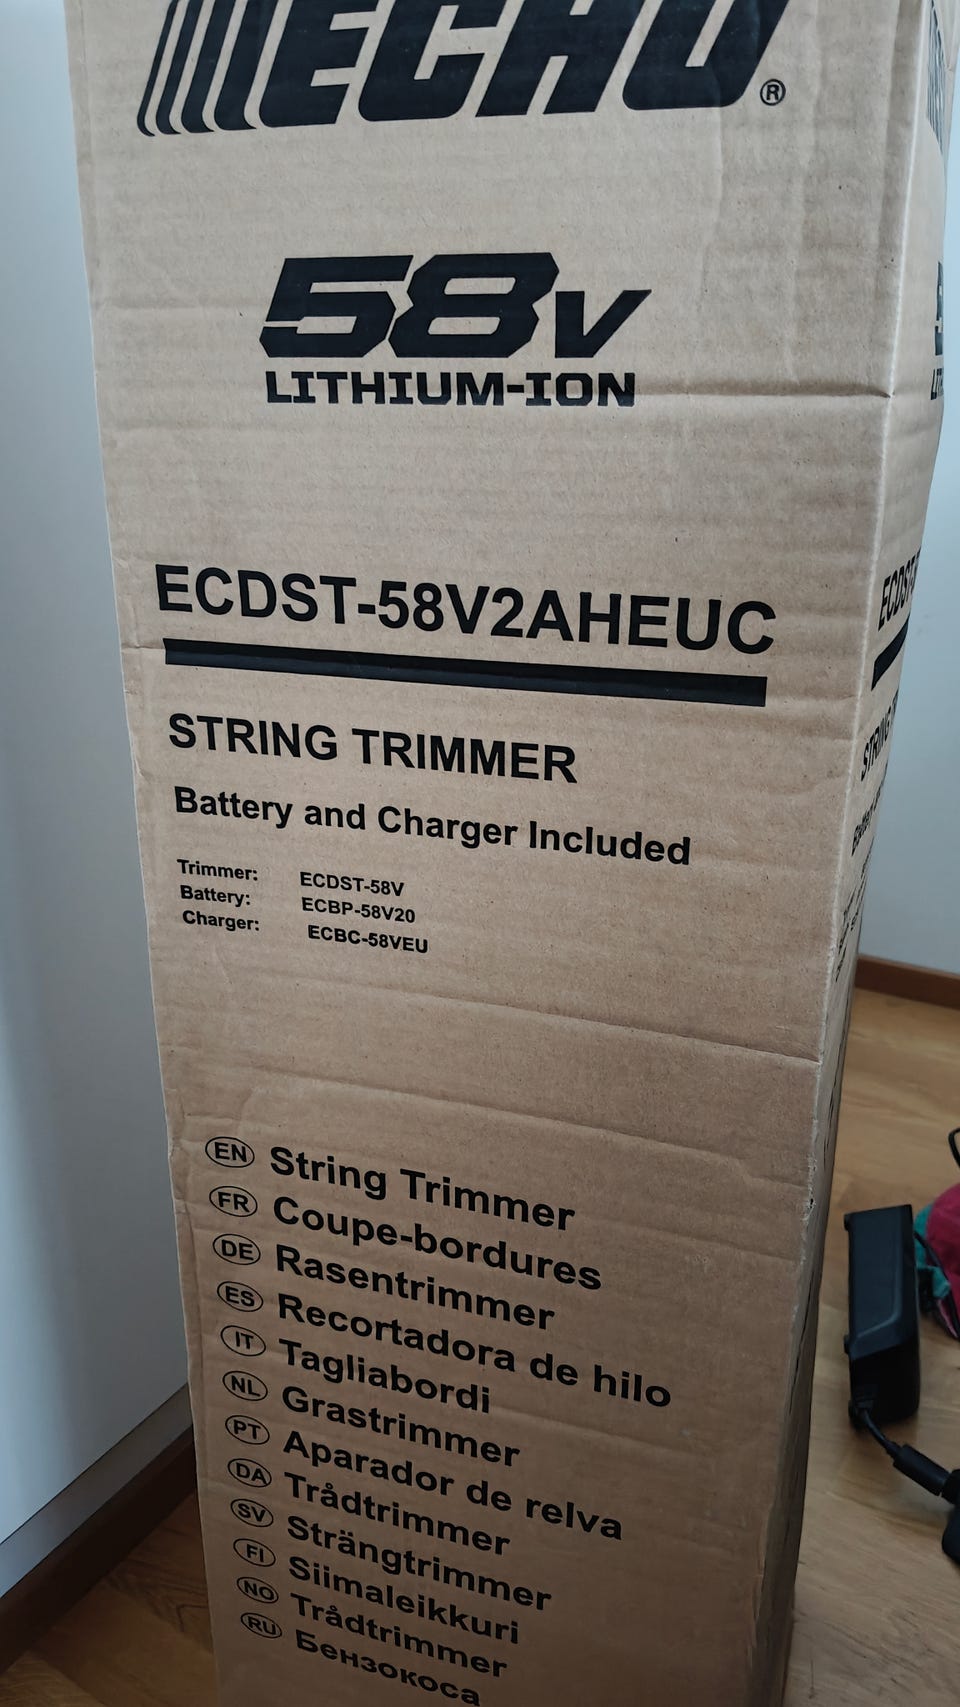 ECHO®
58V
LITHIUM-ION
ECDST-58V2AHEUC
STRING TRIMMER
Battery and Charger Included
Trimmer: ECDST-58V
Battery: ECBP-58V20
Charger: ECBC-58VEU
EN String Trimmer
FR Coupe-bordures
DE Rasentrimmer
ES Recortadora de hilo
IT Tagliabordi
NL Grastrimmer
PT Aparador de relva
DA Trådtrimmer
SV Strängtrimmer
FI Siimaleikkuri
NO Trådtrimmer
RU Бензокоса